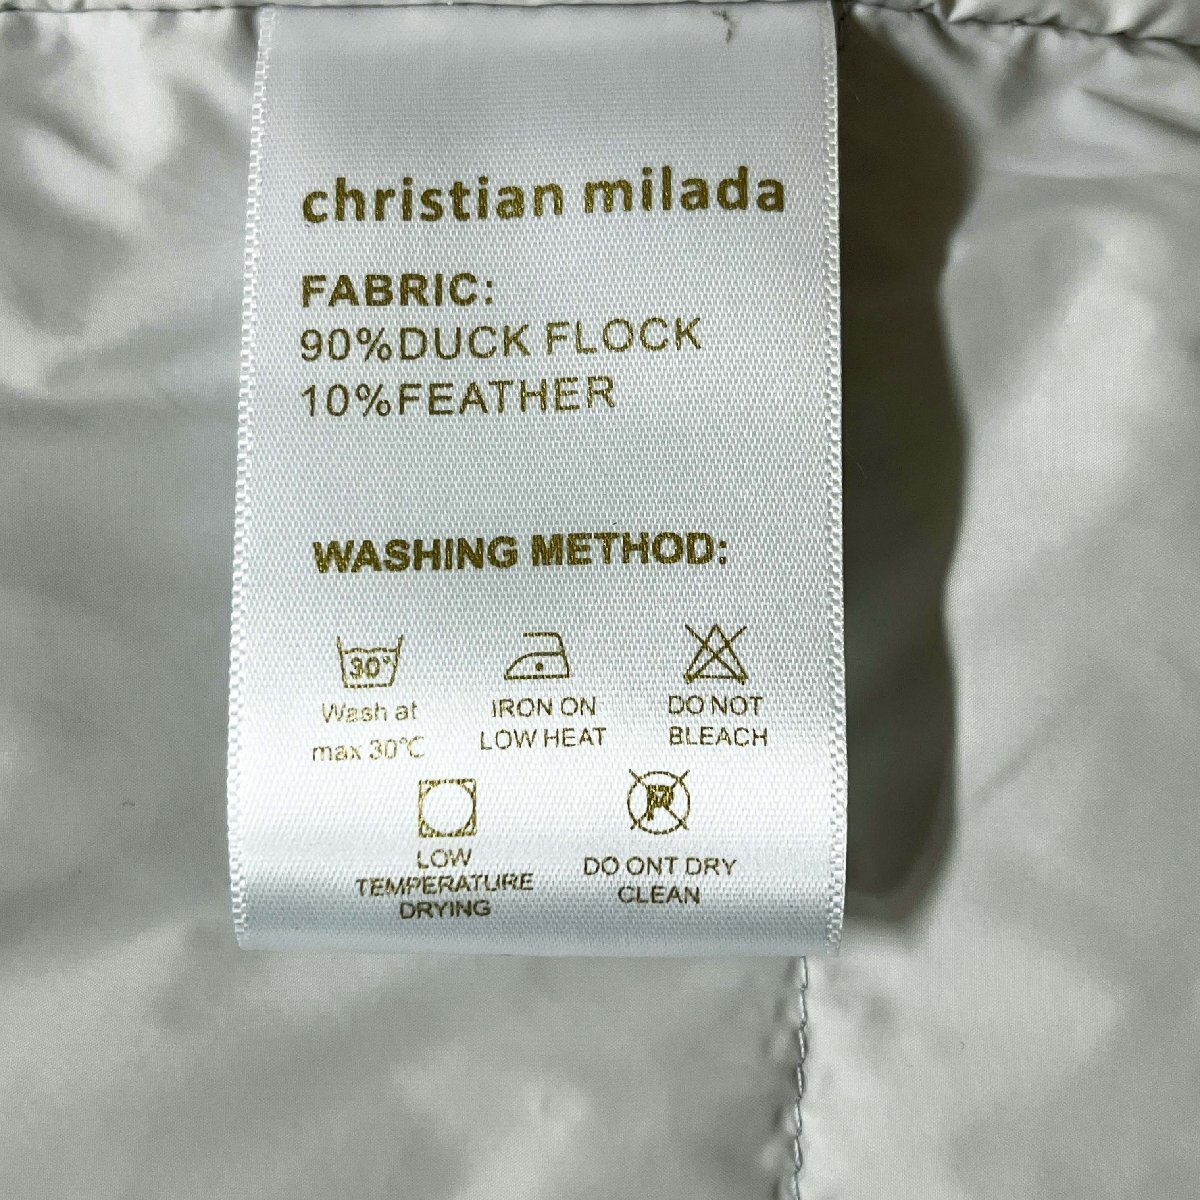 christian milada
FABRIC:
90%DUCK FLOCK
10%FEATHER
WASHING METHOD:
30°
Wash at
max 30℃
IRON ON
LOW HEAT
DO NOT
BLEACH
LOW
TEMPERATURE
DRYING
P
DO ONT DRY
CLEAN